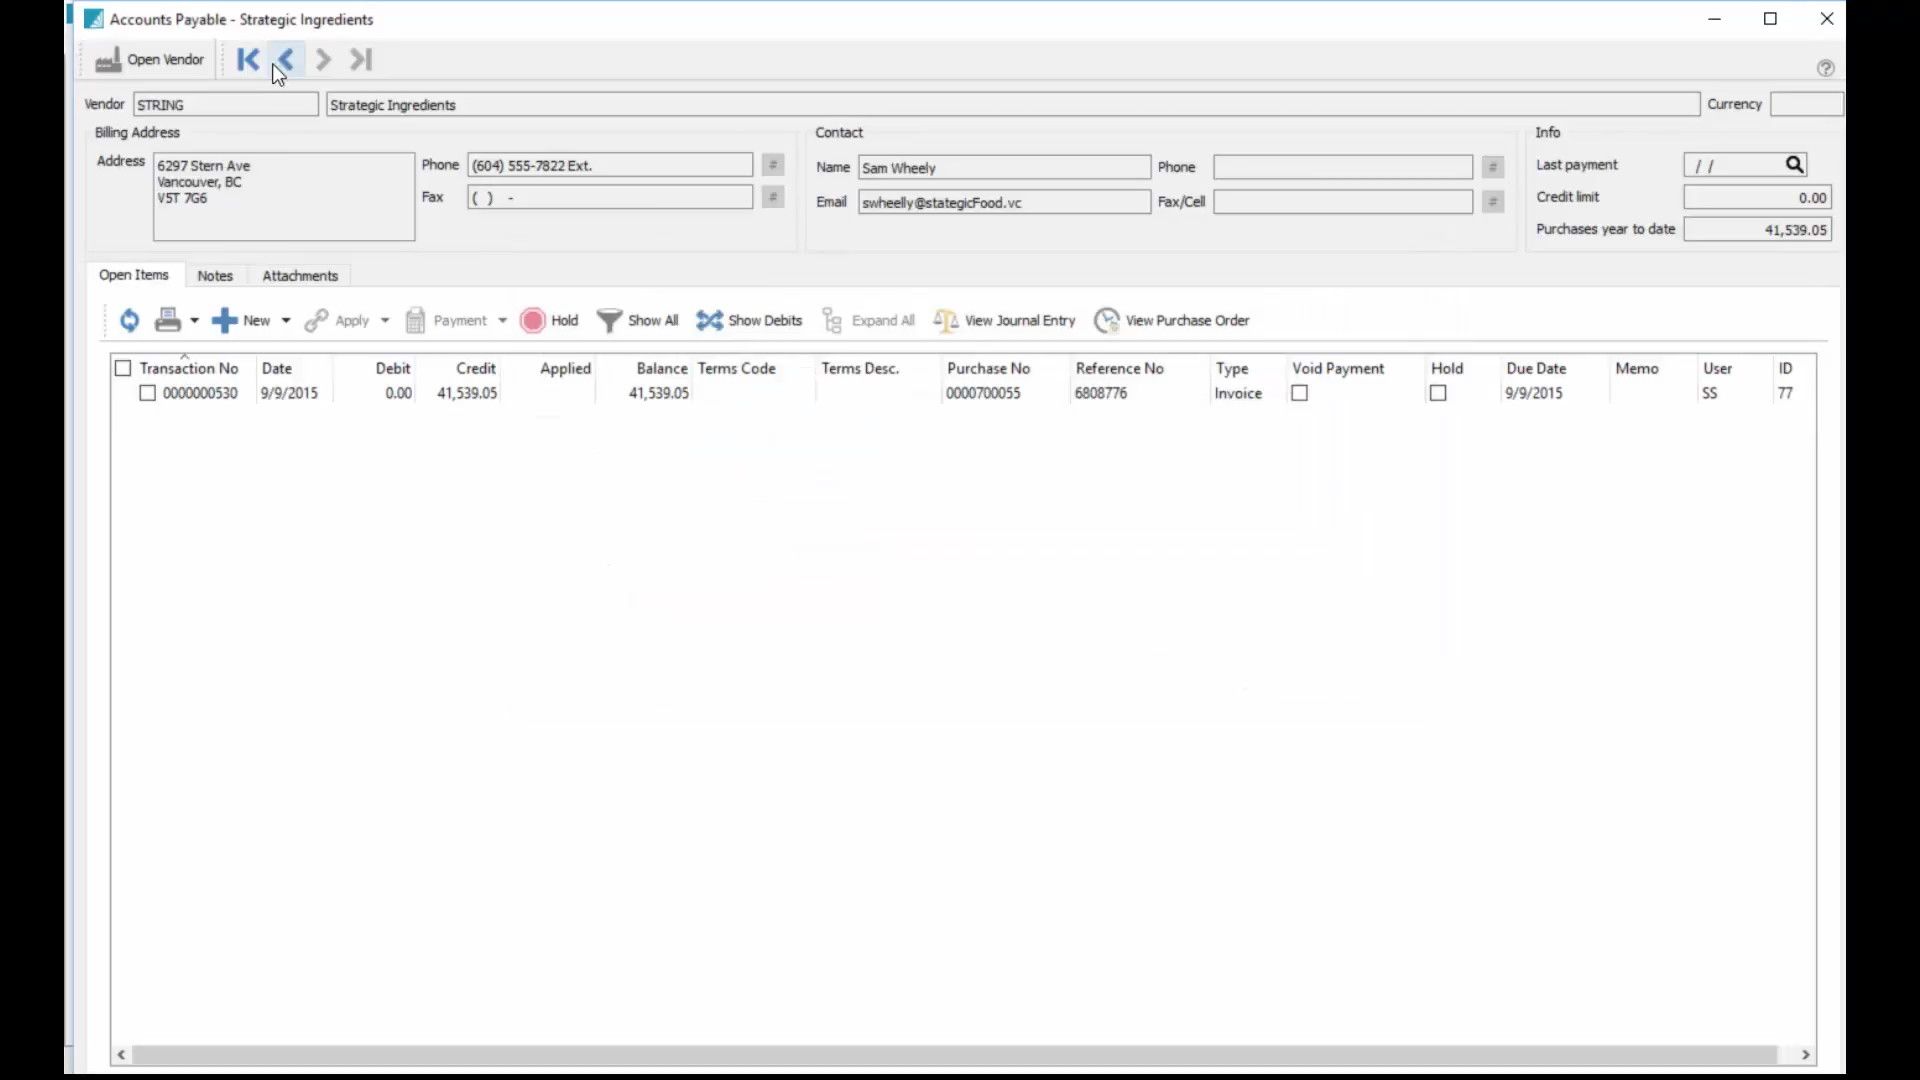 Accounts Payable - Strategic Ingredients
Open Vendor
Vendor STRING Strategic Ingredients Currency
Billing Address Contact Info
Address 6297 Stern Ave
Vancouver, BC
V5T 7G6
Phone (604) 555-7822 Ext.
Fax ( ) -
Name Sam Wheely Phone
Email swheelly@stategicFood.vc Fax/Cell
Last payment / /
Credit limit 0.00
Purchases year to date 41,539.05
Open Items Notes Attachments
New Apply Payment Hold Show All Show Debits Expand All View Journal Entry View Purchase Order
Transaction No Date Debit Credit Applied Balance Terms Code Terms Desc. Purchase No Reference No Type Void Payment Hold Due Date Memo User ID
0000000530 9/9/2015 0.00 41,539.05 41,539.05 0000700055 6808776 Invoice 9/9/2015 SS 77